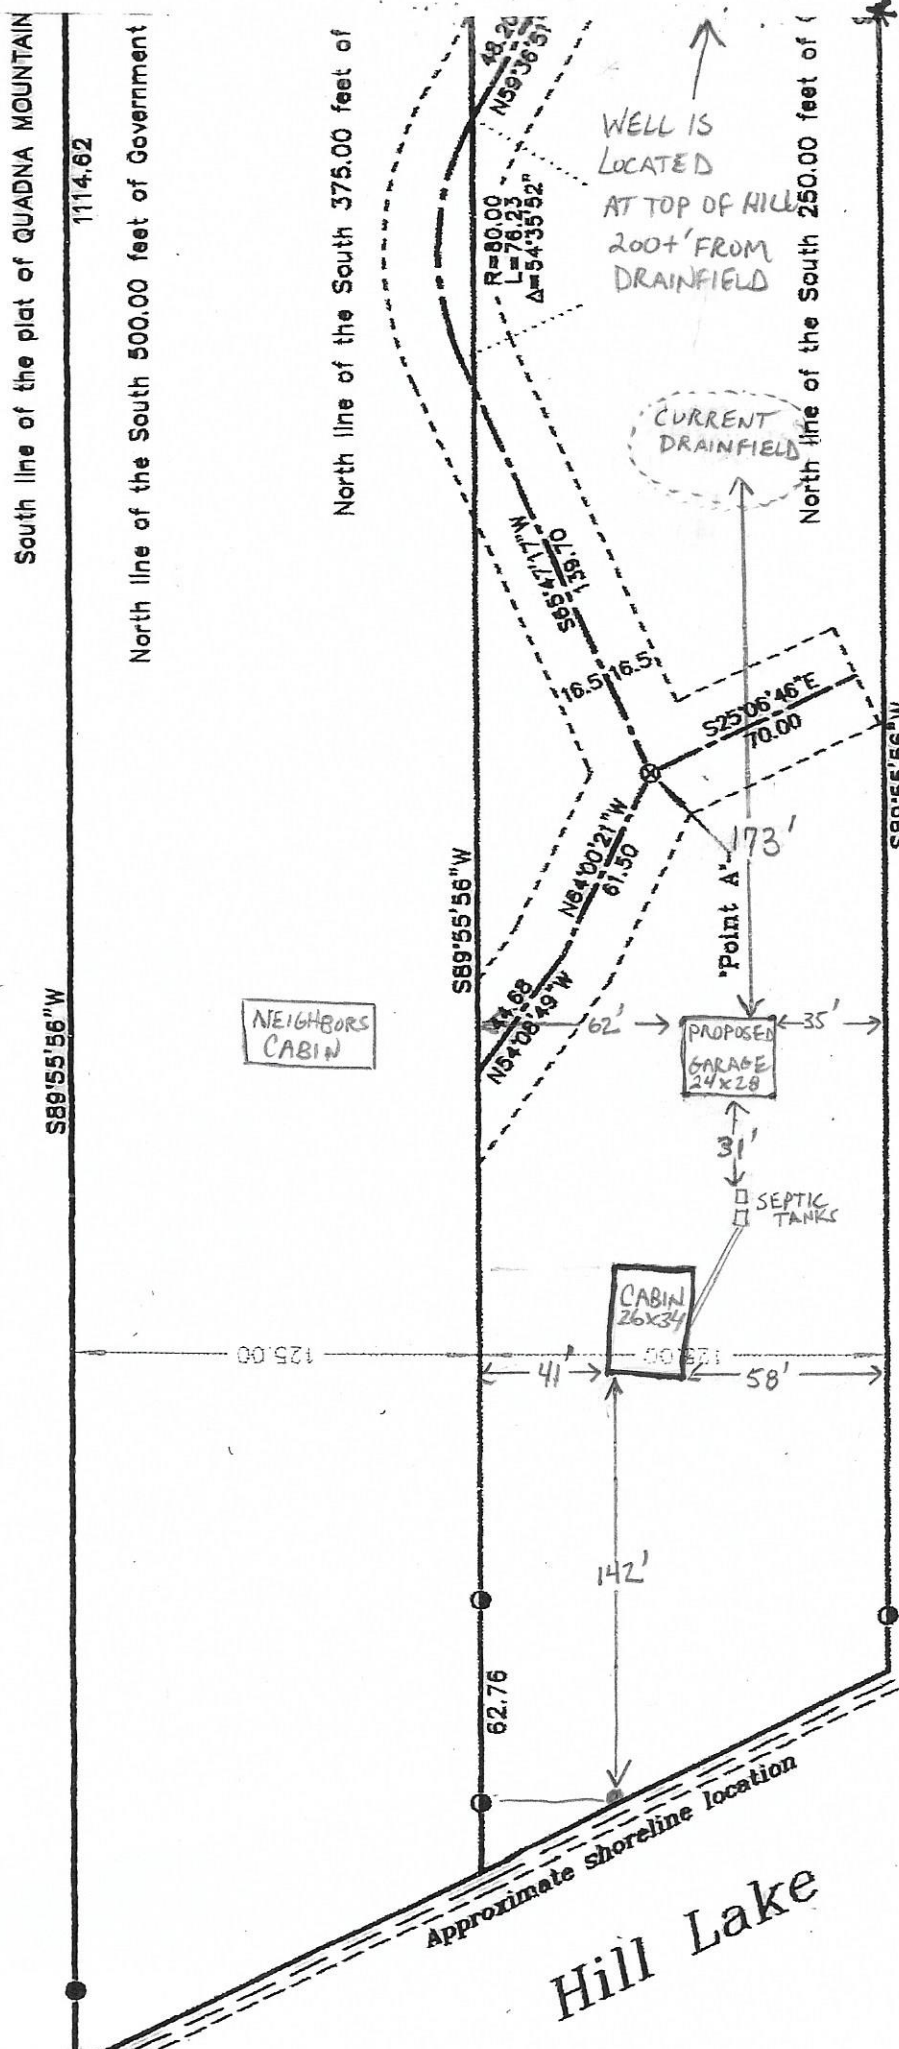 South line of the plat of QUADNA MOUNTAIN
1114.62
North line of the South 500.00 feet of Government
North line of the South 375.00 feet of
48.20
N59°36'51"
R=80.00
L=76.23
Δ=54°35'52"
WELL IS
LOCATED
AT TOP OF HILL
200+' FROM
DRAINFIELD
North line of the South 250.00 feet of
CURRENT
DRAINFIELD
S65°47'17"W
139.70
16.5
16.5
S25°06'46"E
70.00
S89°55'56"W
N64°00'21"W
61.50
173'
"Point A"
S89°55'56"W
44.68
N54°08'49"W
S89°55'56"W
NEIGHBORS
CABIN
62'
PROPOSED
GARAGE
24x28
35'
31'
SEPTIC
TANKS
CABIN
26x34
125.00
125.00
41'
58'
142'
62.76
Approximate shoreline location
Hill Lake